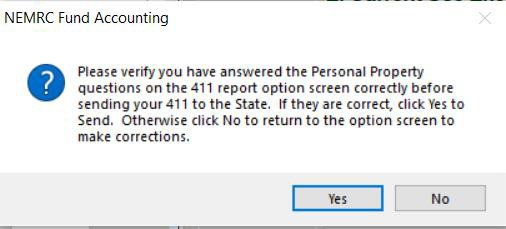 NEMRC Fund Accounting
Please verify you have answered the Personal Property
questions on the 411 report option screen correctly before
sending your 411 to the State.  If they are correct, click Yes to
Send.  Otherwise click No to return to the option screen to
make corrections.
Yes
No